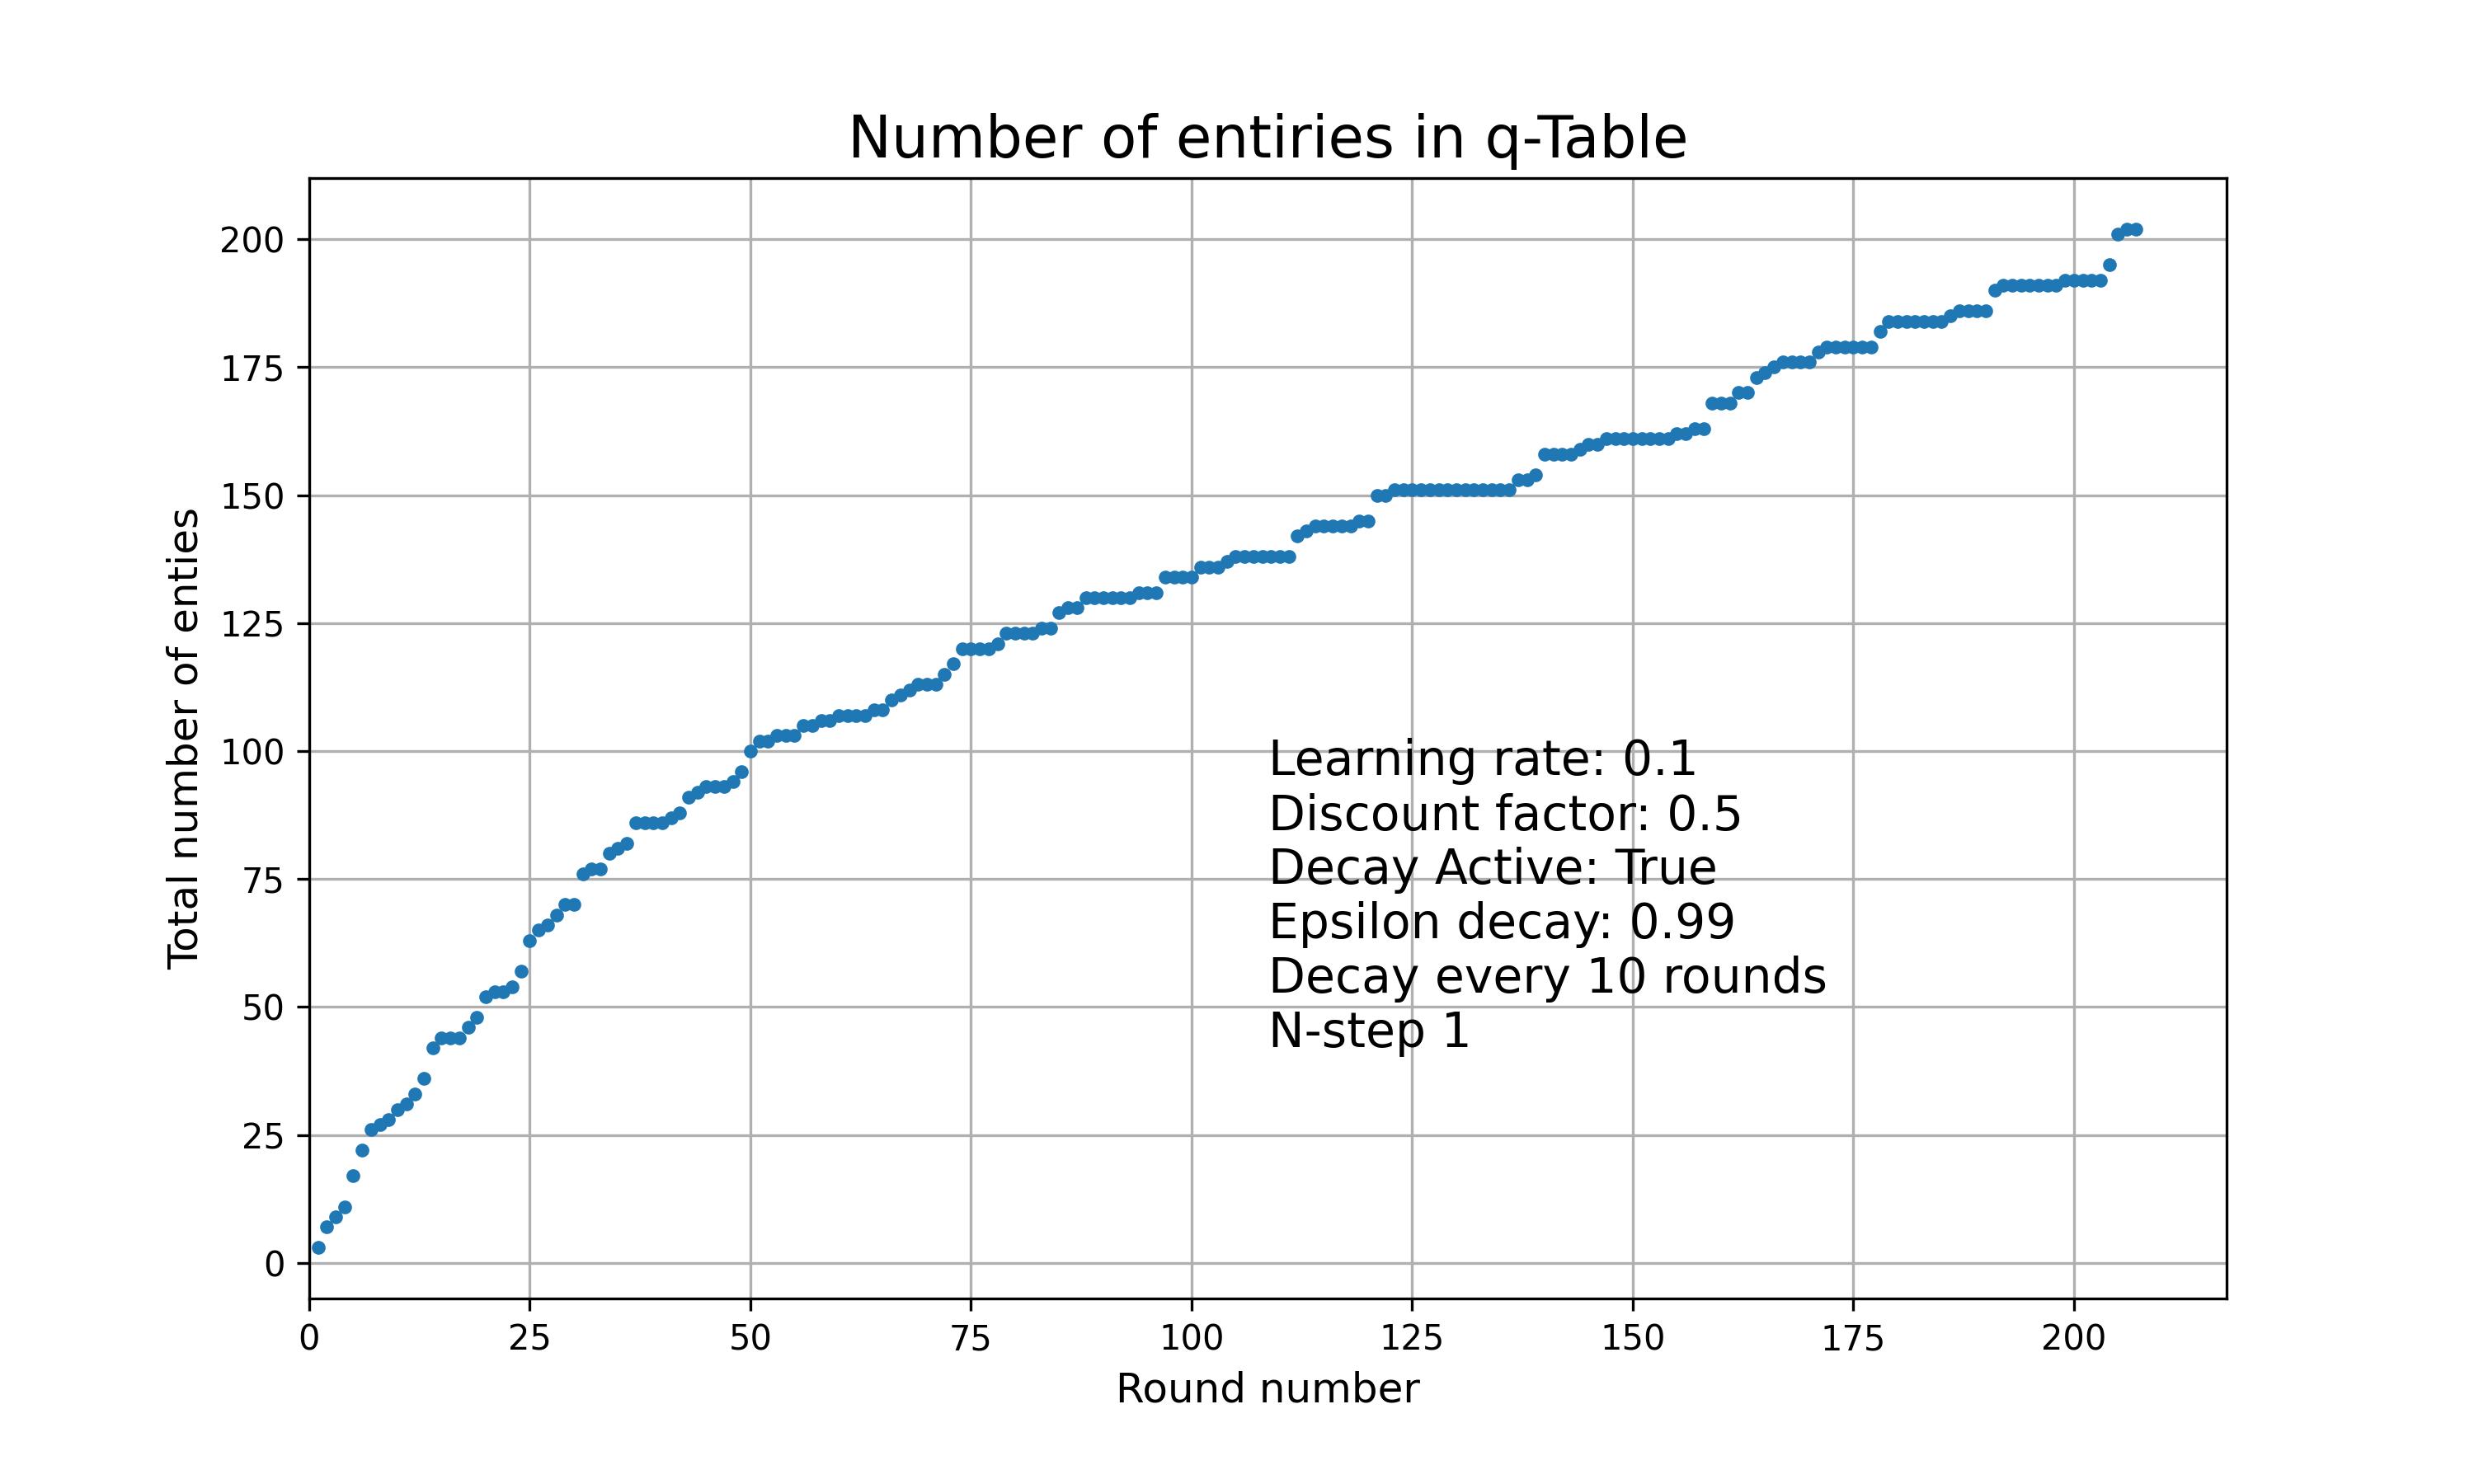 Number of entiries in q-Table
Total number of enties
200
175
150
125
100
75
50
25
0
Learning rate: 0.1
Discount factor: 0.5
Decay Active: True
Epsilon decay: 0.99
Decay every 10 rounds
N-step 1
0 25 50 75 100 125 150 175 200
Round number